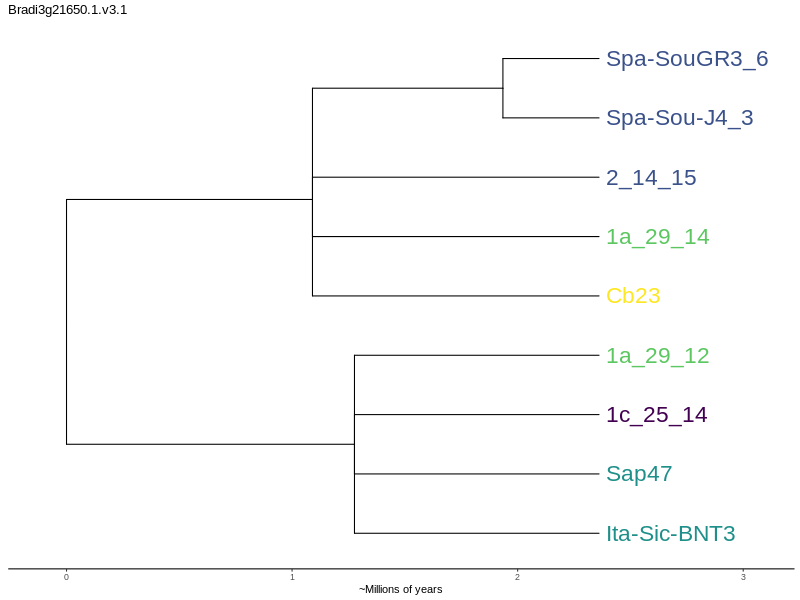 Bradi3g21650.1.v3.1
Spa-SouGR3_6
Spa-Sou-J4_3
2_14_15
1a_29_14
Cb23
1a_29_12
1c_25_14
Sap47
Ita-Sic-BNT3
0 1 2 3
~Millions of years